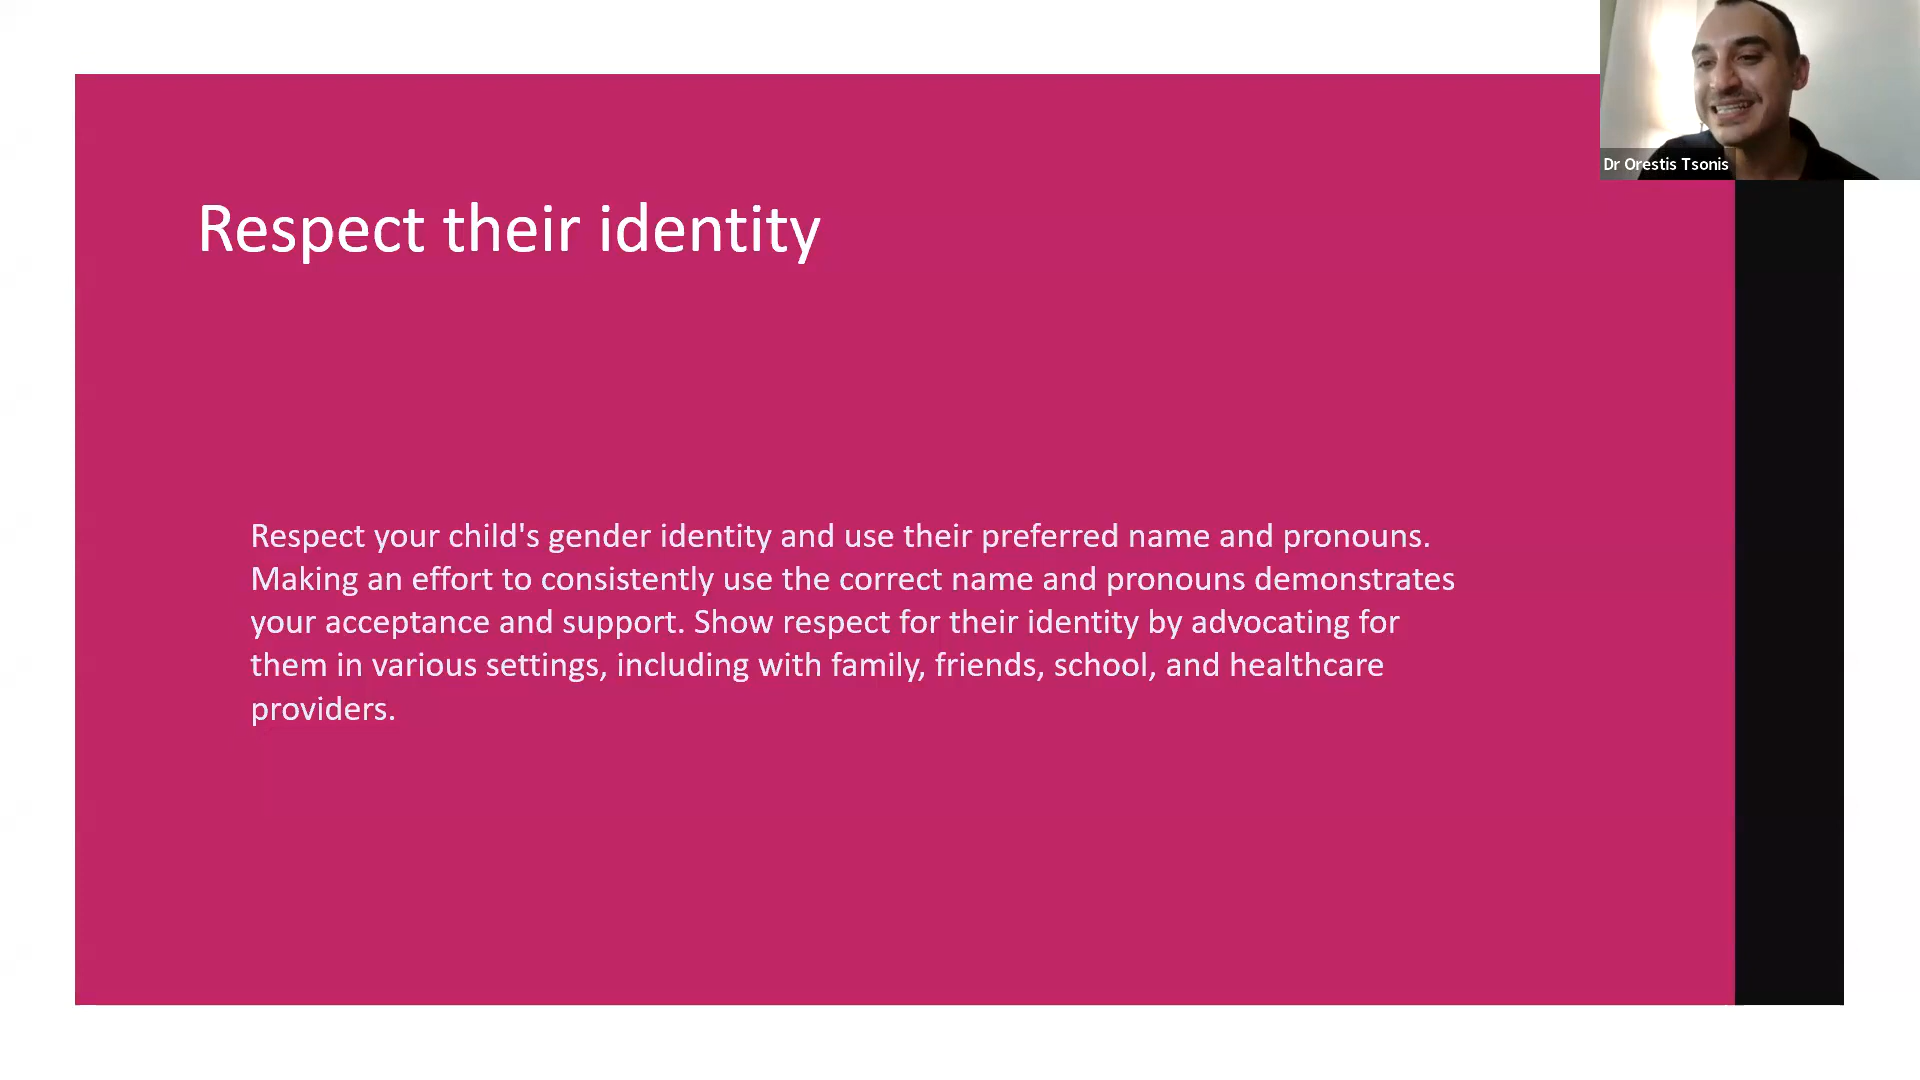 Dr Orestis Tsonis
Respect their identity
Respect your child's gender identity and use their preferred name and pronouns.
Making an effort to consistently use the correct name and pronouns demonstrates
your acceptance and support. Show respect for their identity by advocating for
them in various settings, including with family, friends, school, and healthcare
providers.